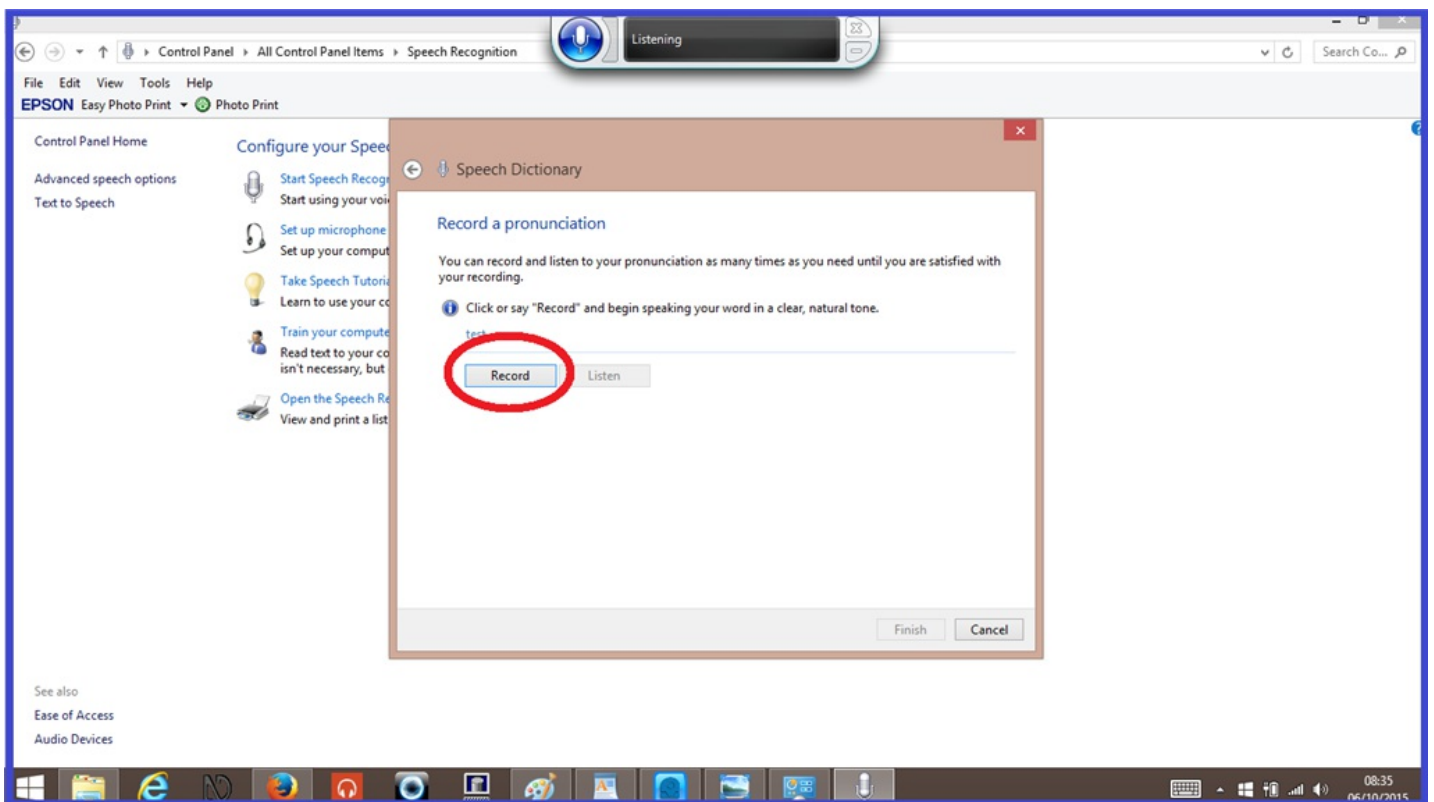 Listening
Control Panel All Control Panel Items Speech Recognition
Search Co...
File Edit View Tools Help
EPSON Easy Photo Print Photo Print
Control Panel Home
Advanced speech options
Text to Speech
Configure your Speec
Start Speech Recogn
Start using your voi
Set up microphone
Set up your comput
Take Speech Tutoria
Learn to use your co
Train your compute
Read text to your co
isn't necessary, but
Open the Speech Re
View and print a list
Speech Dictionary
Record a pronunciation
You can record and listen to your pronunciation as many times as you need until you are satisfied with
your recording.
Click or say "Record" and begin speaking your word in a clear, natural tone.
test
Record Listen
Finish Cancel
See also
Ease of Access
Audio Devices
08:35
06/10/2015